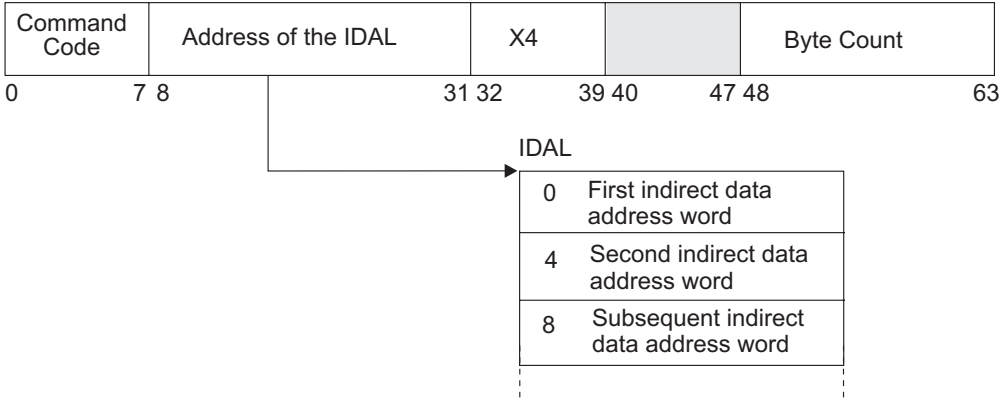 Command
Code
Address of the IDAL
X4
Byte Count
0
7 8
31 32
39 40
47 48
63
IDAL
0 First indirect data
address word
4 Second indirect data
address word
8 Subsequent indirect
data address word